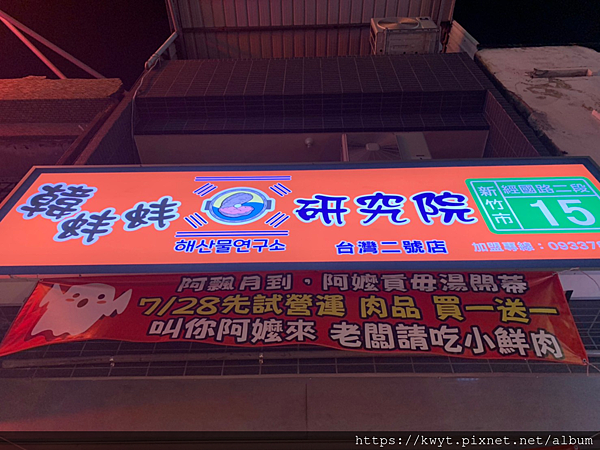 囍蚌蚌 研究院
해산물연구소 台灣二號店
新竹市 經國路二段 15
加盟專線：09337
阿飄月到，阿嬤貢毋湯開幕
7/28先試營運 肉品 買一送一
叫你阿嬤來 老闆請吃小鮮肉
https://kwyt.pixnet.net/album